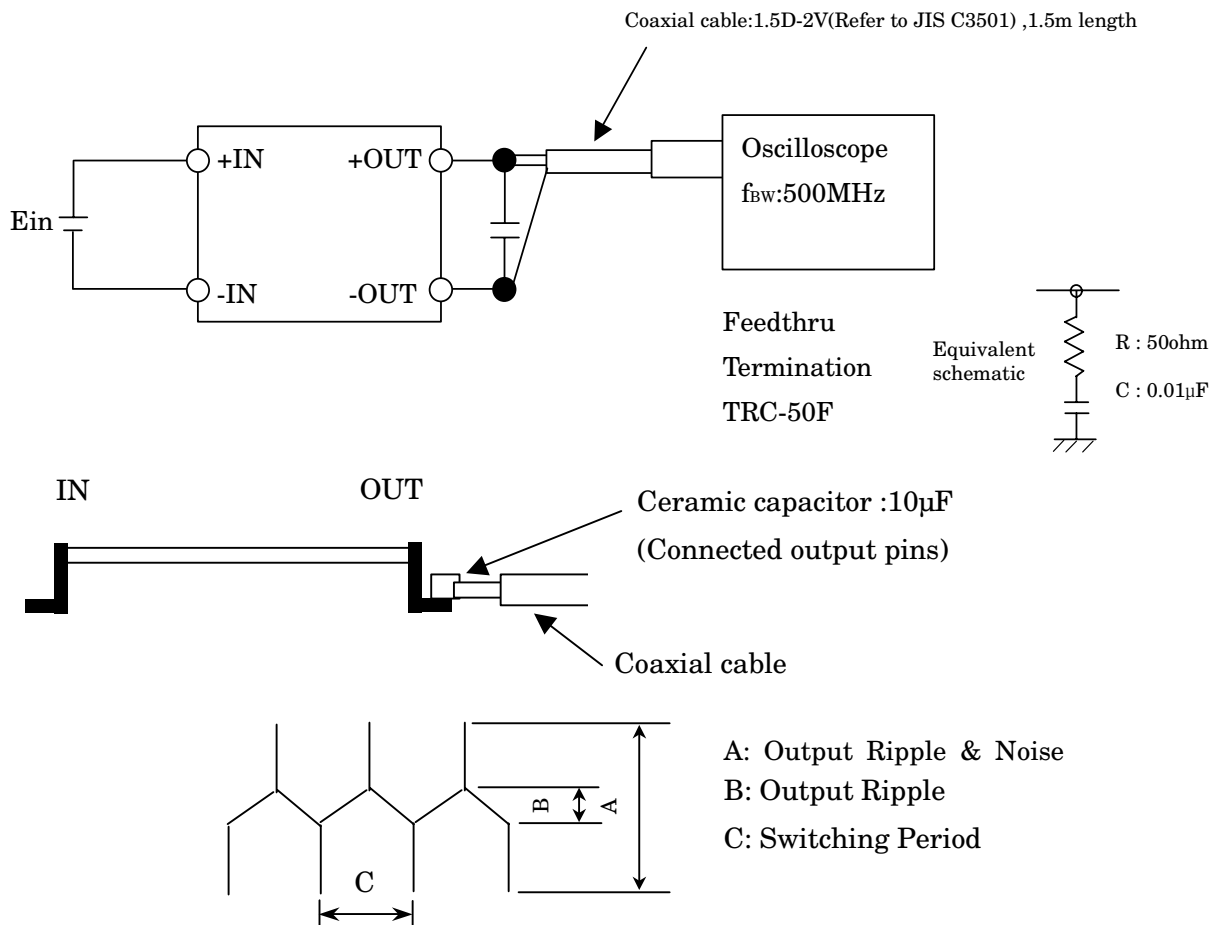 Coaxial cable:1.5D-2V(Refer to JIS C3501) ,1.5m length
+IN
+OUT
Oscilloscope
fBW:500MHz
Ein
-IN
-OUT
Feedthru
Termination
TRC-50F
Equivalent
schematic
R : 50ohm
C : 0.01μF
IN
OUT
Ceramic capacitor :10μF
(Connected output pins)
Coaxial cable
B
A
C
A: Output Ripple & Noise
B: Output Ripple
C: Switching Period